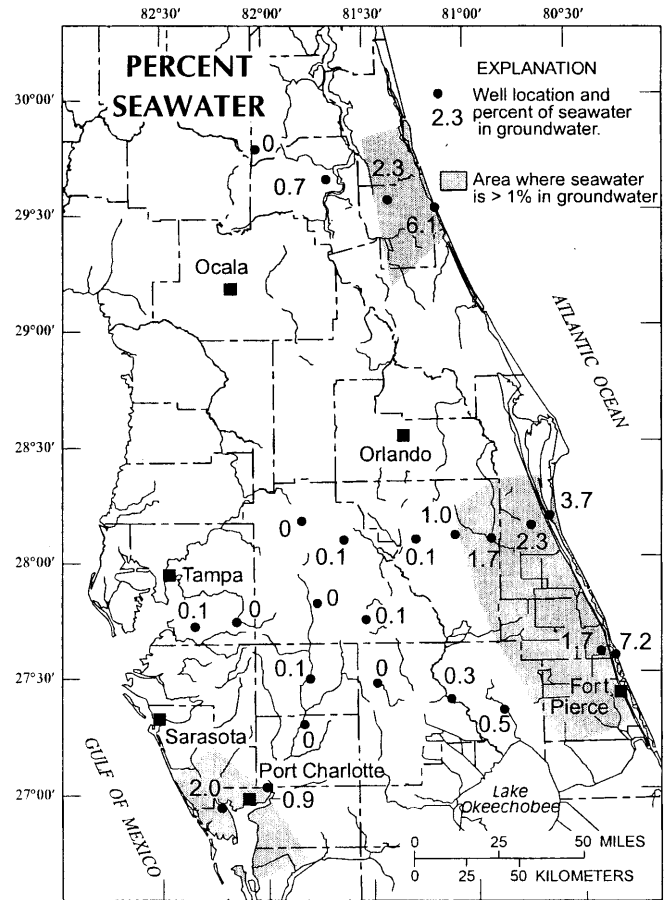 82°30' 82°00' 81°30' 81°00' 80°30'
PERCENT
SEAWATER
EXPLANATION
Well location and
percent of seawater
in groundwater.
2.3
Area where seawater
is > 1% in groundwater
30°00'
29°30'
29°00'
28°30'
28°00'
27°30'
27°00'
0
0.7
2.3
6.1
Ocala
ATLANTIC OCEAN
Orlando
0
0.1
0.1
1.0
1.7
2.3
3.7
Tampa
0.1
0
0
0.1
1.7
7.2
0.1
0
0.3
0.5
Fort
Pierce
0
Sarasota
Port Charlotte
2.0
0.9
GULF OF MEXICO
Lake
Okeechobee
0 50 MILES
0 25 50 KILOMETERS